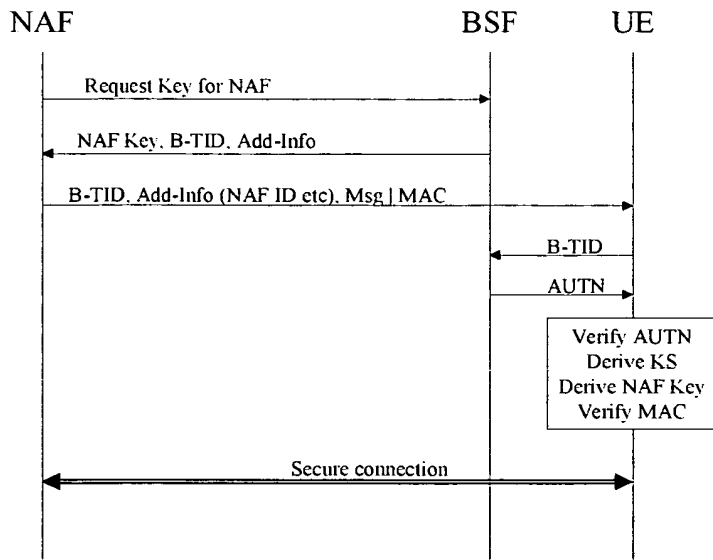 NAF BSF UE
Request Key for NAF
NAF Key, B-TID, Add-Info
B-TID, Add-Info (NAF ID etc), Msg | MAC
B-TID
AUTN
Verify AUTN
Derive KS
Derive NAF Key
Verify MAC
Secure connection